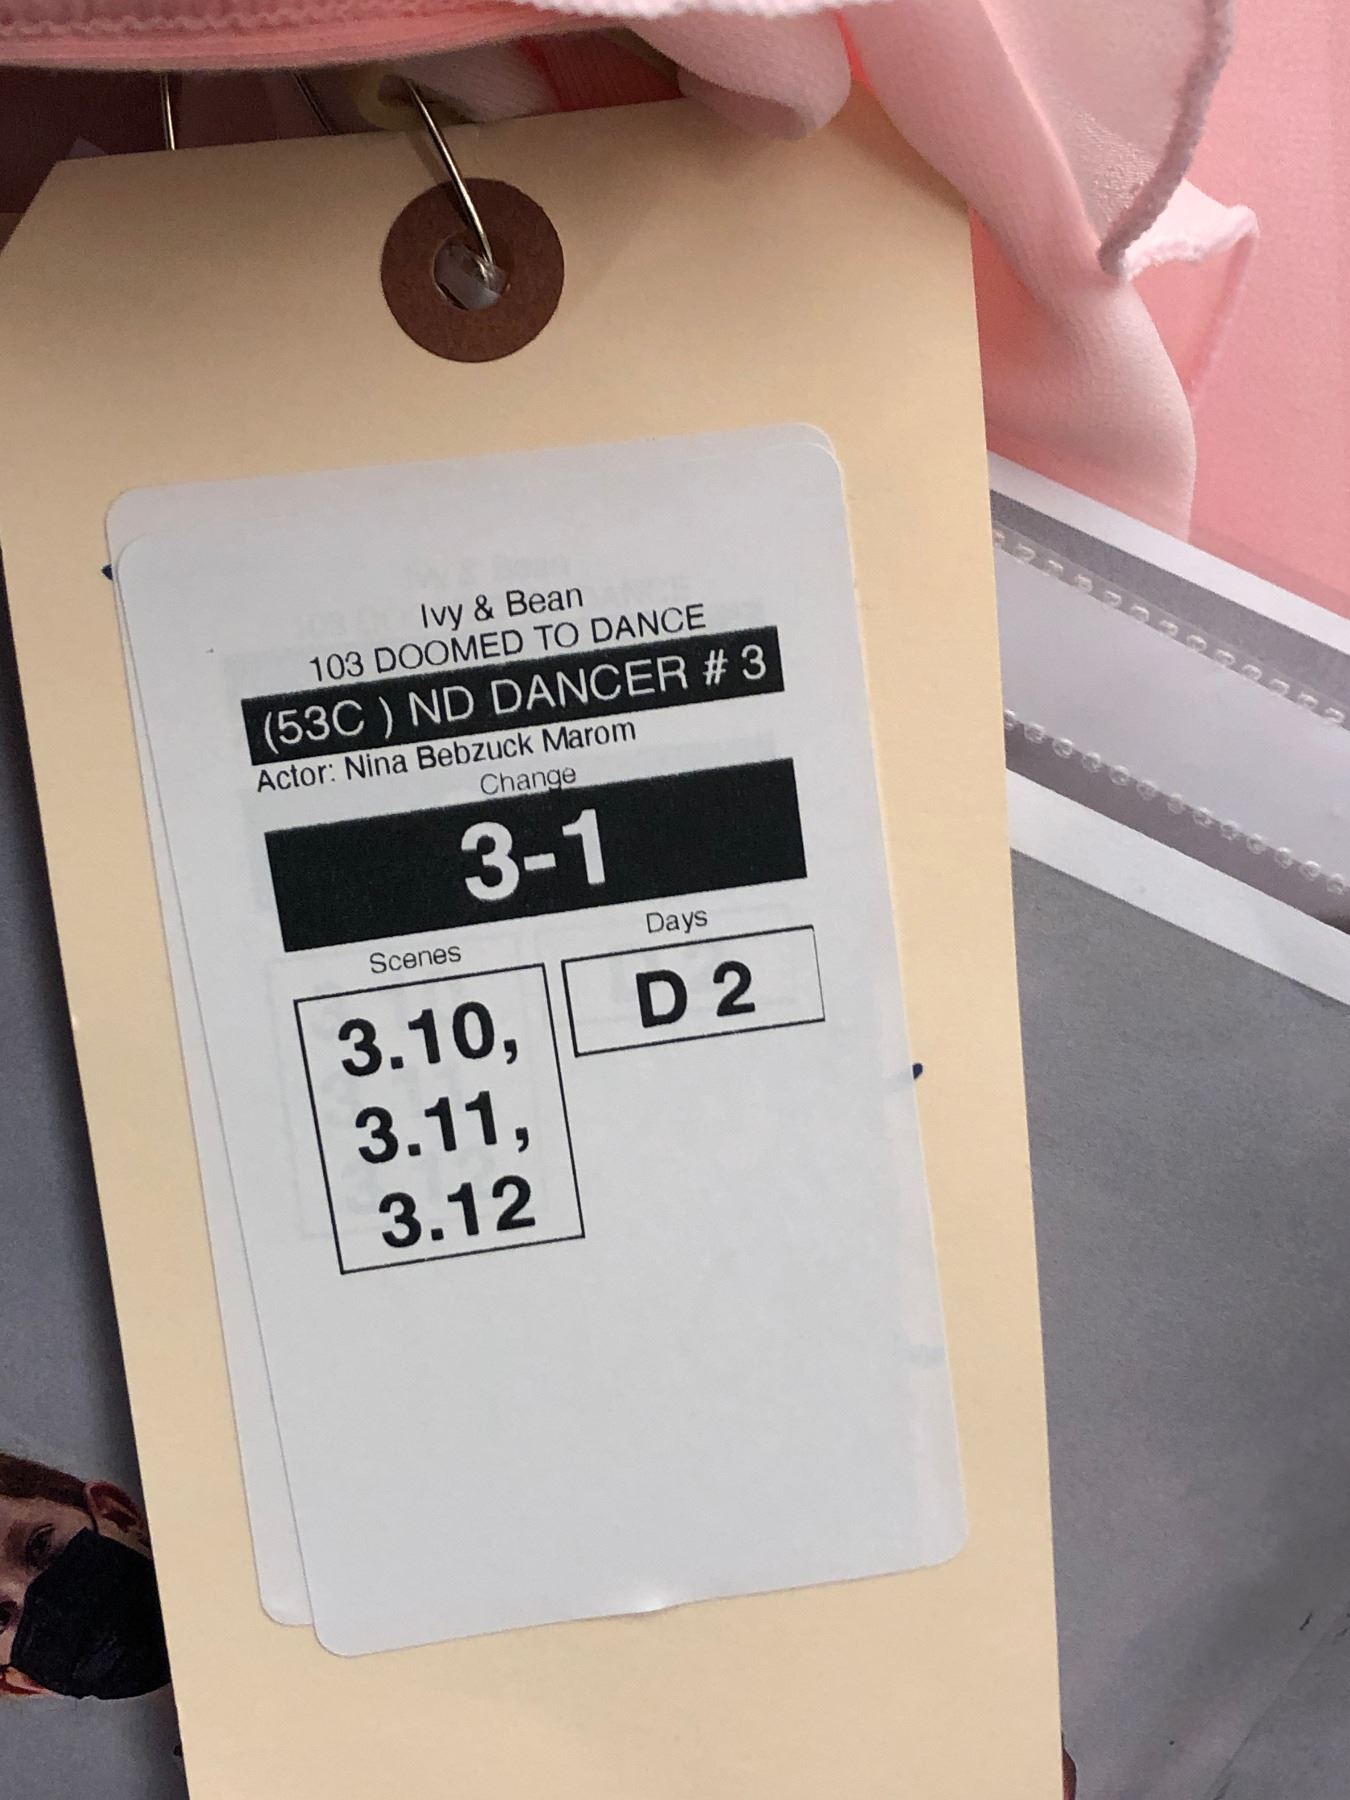 Ivy & Bean
103 DOOMED TO DANCE
(53C ) ND DANCER # 3
Actor: Nina Bebzuck Marom
Change
3-1
Scenes
Days
3.10,
3.11,
3.12
D 2